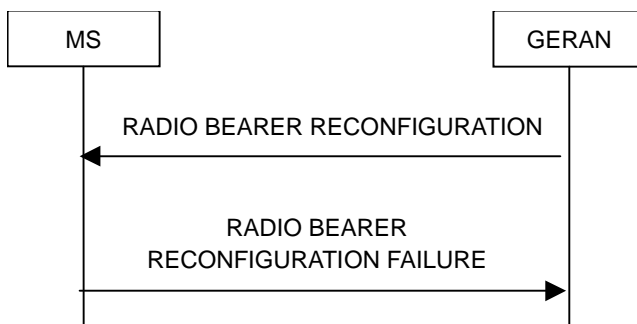 MS
GERAN
RADIO BEARER RECONFIGURATION
RADIO BEARER
RECONFIGURATION FAILURE